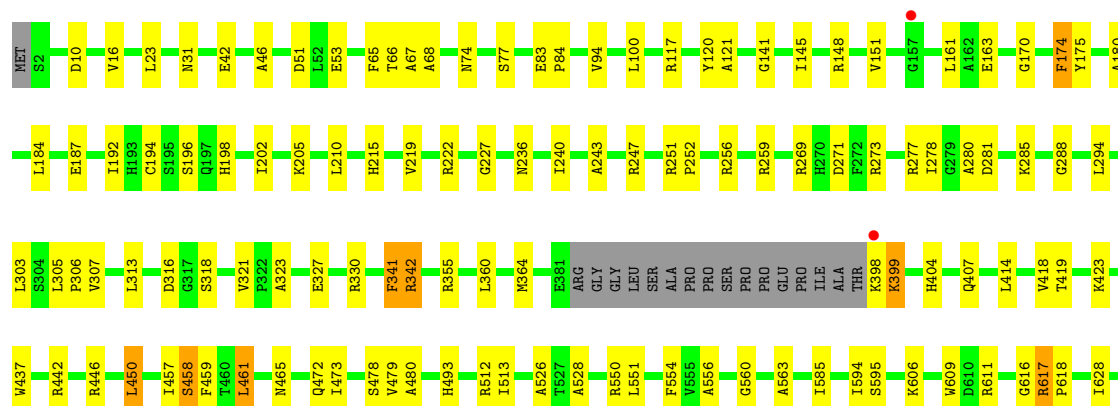 MET S2 D10 V16 L23 N31 E42 A46 D51 L52 E53 F65 T66 A67 A68 N74 S77 E83 P84 V94 L100 R117 Y120 A121 G141 I145 R148 V151 G157 L161 A162 E163 G170 F174 Y175
L184 E187 I192 H193 C194 S195 S196 Q197 H198 I202 K205 L210 H215 V219 R222 G227 N236 I240 A243 R247 R251 P252 R256 R259 R269 H270 D271 F272 R273 R277 I278 G279 A280 D281 K285 G288 L294
L303 S304 L305 P306 V307 L313 D316 G317 S318 V321 P322 A323 E327 R330 F341 R342 R355 L360 M364 E381 ARG GLY GLY LEU SER ALA PRO PRO SER PRO PRO GLU PRO ILE ALA THR K398 K399 H404 Q407 L414 V418 T419 K423
W437 R442 R446 L450 I457 S458 F459 T460 L461 N465 Q472 I473 S478 V479 A480 H493 R512 I513 A526 T527 A528 R550 L551 F554 V555 A556 G560 A563 I585 I594 S595 K606 W609 D610 R611 G616 R617 P618 I628